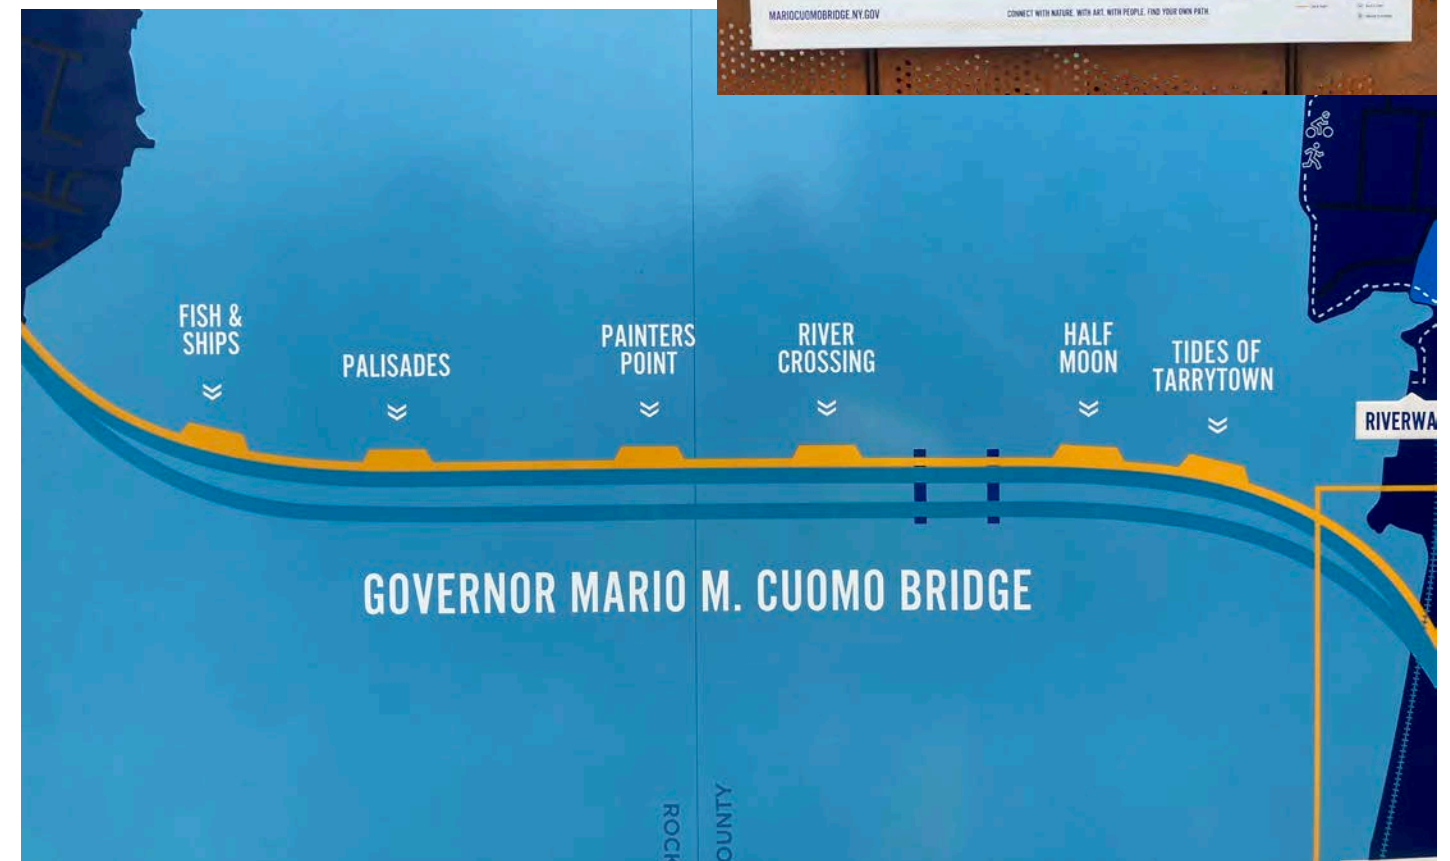 MARIOCUOMOBRIDGE.NY.GOV
CONNECT WITH NATURE. WITH ART. WITH PEOPLE. FIND YOUR OWN PATH.
FISH &
SHIPS
PALISADES
PAINTERS
POINT
RIVER
CROSSING
HALF
MOON
TIDES OF
TARRYTOWN
RIVERWA
GOVERNOR MARIO M. CUOMO BRIDGE
ROCK
OUNTY